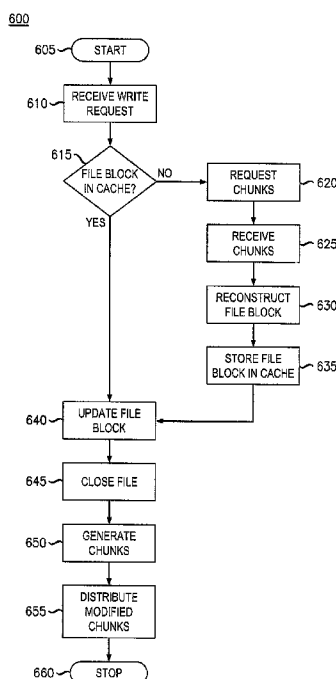 600
605
START
610
RECEIVE WRITE
REQUEST
615
FILE BLOCK
IN CACHE?
NO
YES
REQUEST
CHUNKS
620
RECEIVE
CHUNKS
625
RECONSTRUCT
FILE BLOCK
630
STORE FILE
BLOCK IN CACHE
635
640
UPDATE FILE
BLOCK
645
CLOSE FILE
650
GENERATE
CHUNKS
655
DISTRIBUTE
MODIFIED
CHUNKS
660
STOP